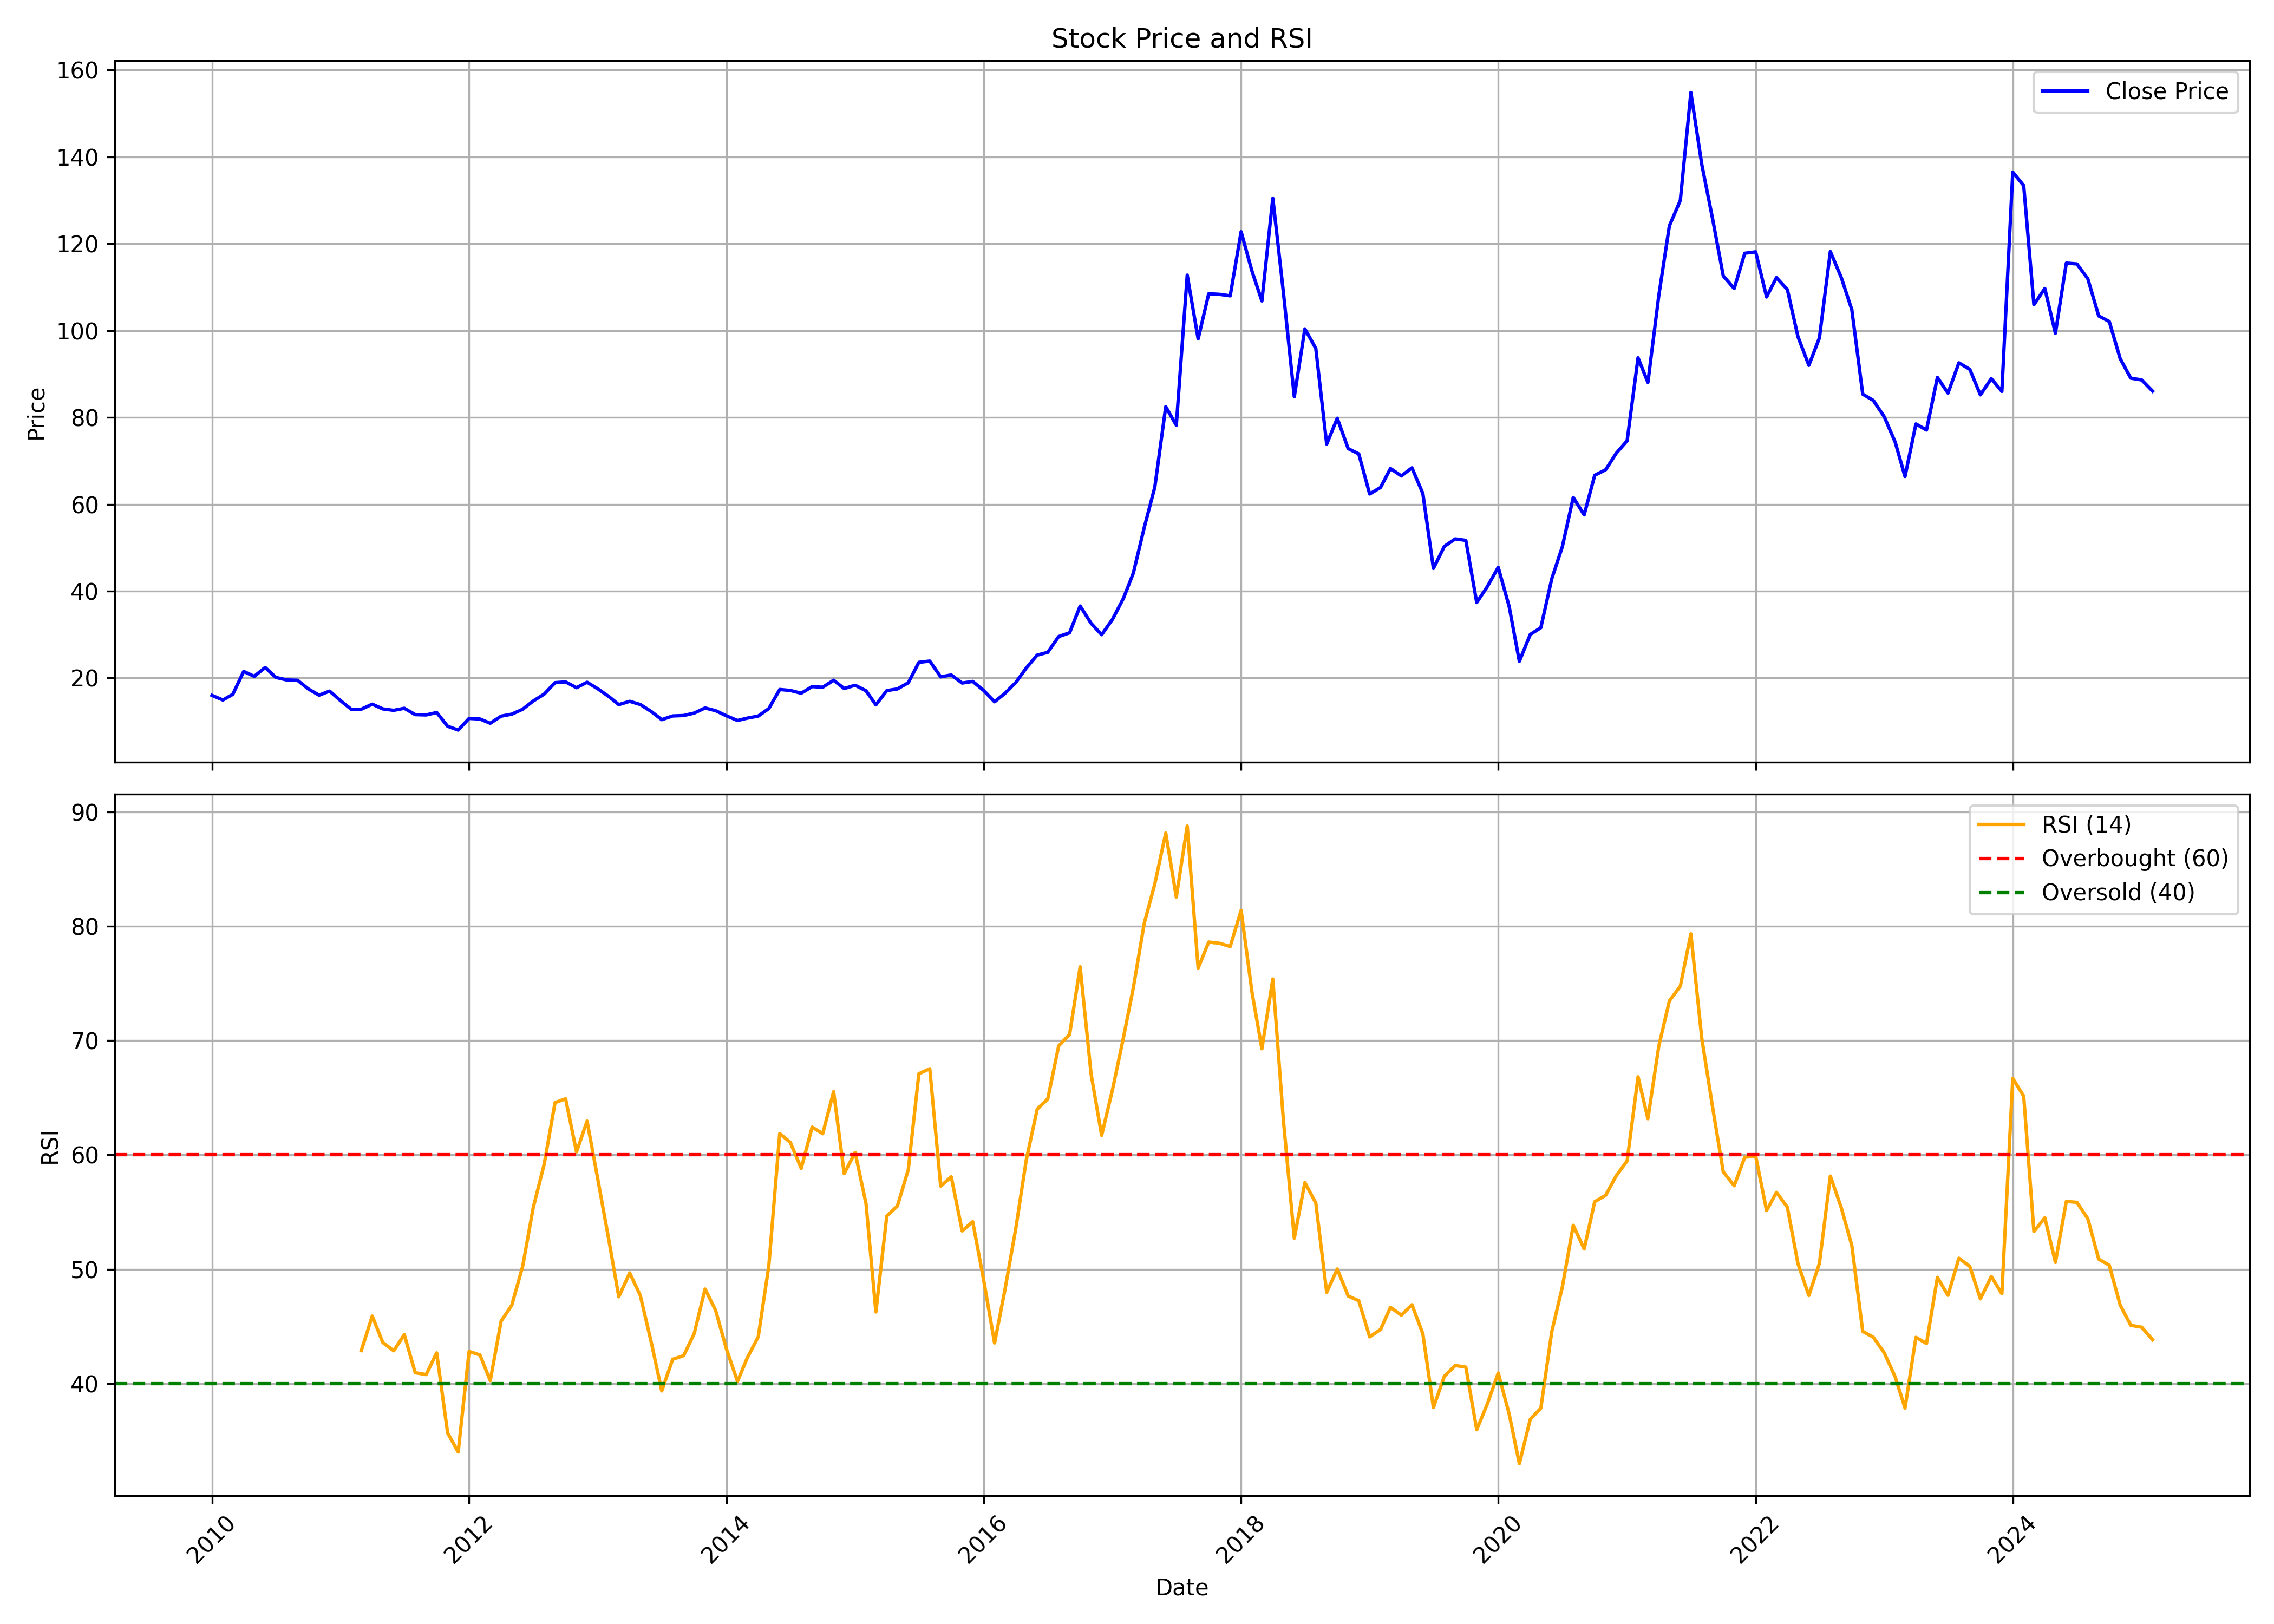 Stock Price and RSI
160
140
120
100
80
60
40
20
Price
Close Price
90
80
70
60
50
40
RSI
RSI (14)
Overbought (60)
Oversold (40)
2010
2012
2014
2016
2018
2020
2022
2024
Date